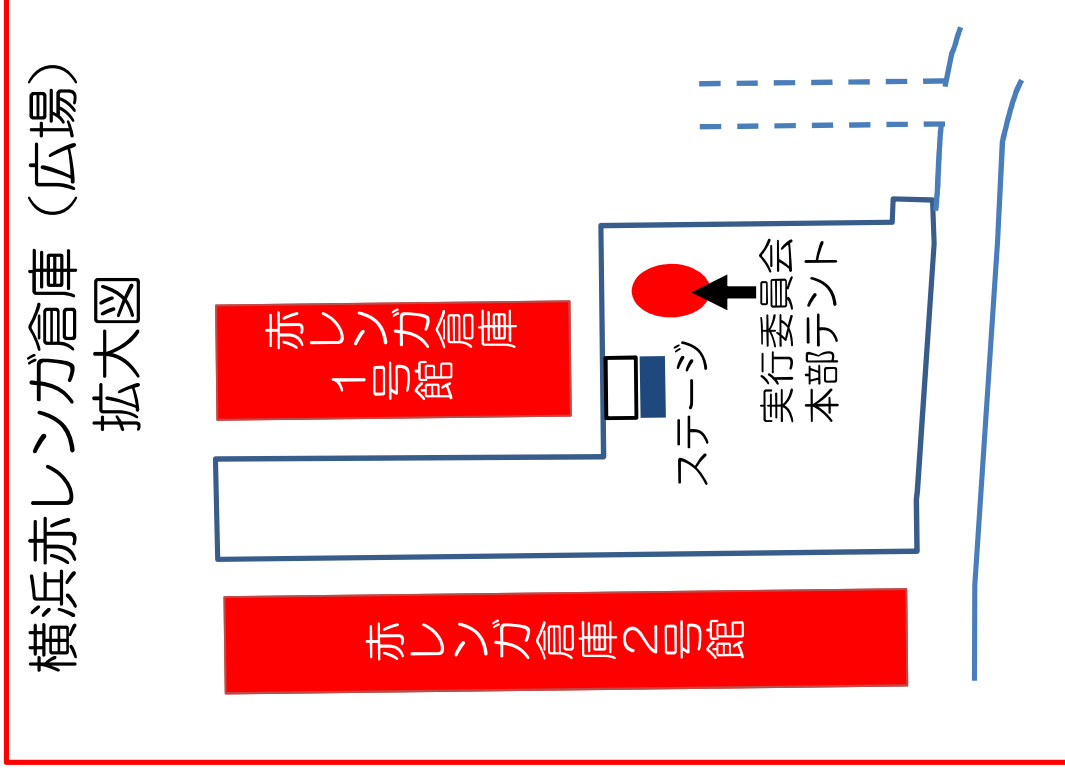 横浜赤レンガ倉庫（広場）
拡大図
赤レンガ倉庫
１号館
ステージ
実行委員会
本部テント
赤レンガ倉庫２号館